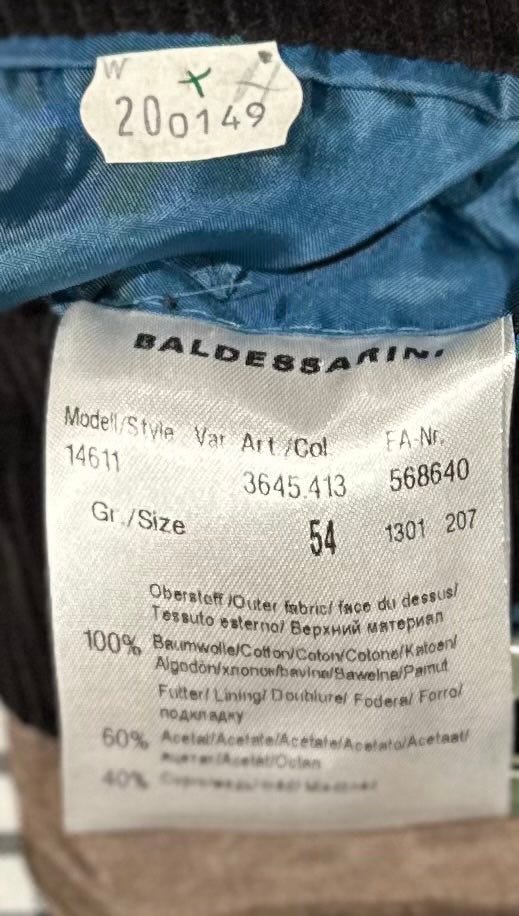 W
200149
BALDESSARINI
Modell/Style Var Art./Col FA-Nr.
14611 3645.413 568640
Gr./Size 54 1301 207
Oberstoff/Outer fabric/ face du dessus/
Tessuto esterno/ Верхний материал
100% Baumwolle/Cotton/Coton/Cotone/Katoen/
Algodón/хлопок/bavlna/Bawełna/Pamut
Futter/ Lining/ Doublure/ Fodera/ Forro/
подкладку
60% Acetat/Acetate/Acetate/Acetato/Acetaat/
40%